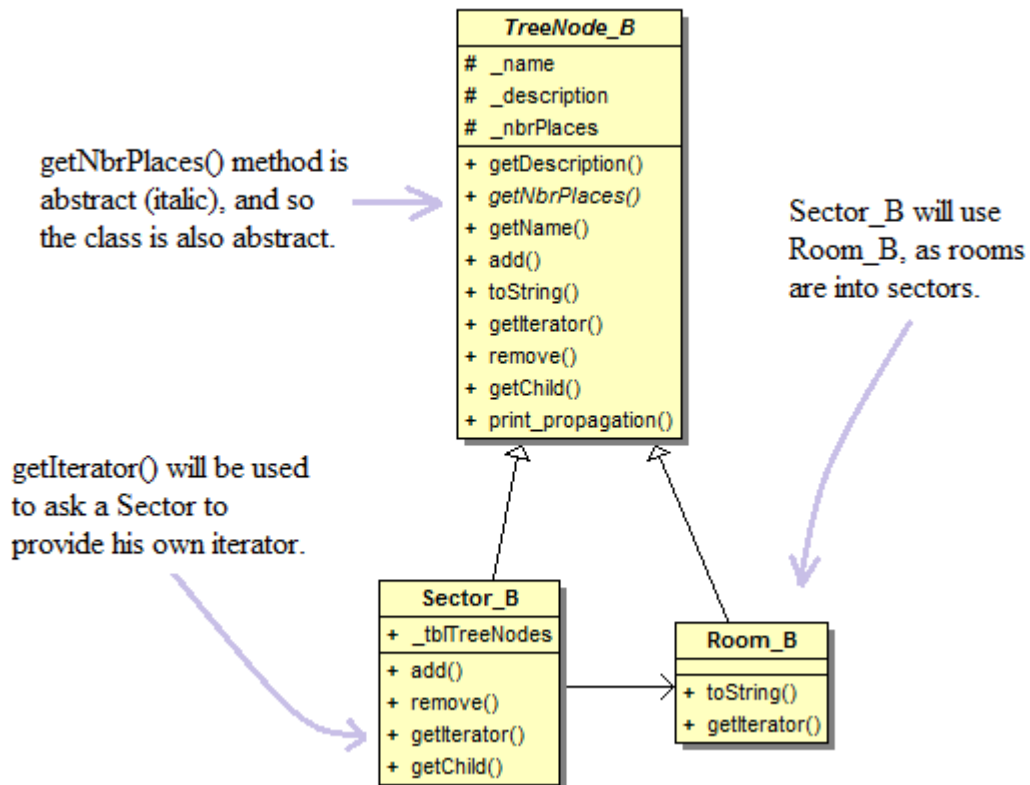 TreeNode_B
# _name
# _description
# _nbrPlaces
+ getDescription()
+ getNbrPlaces()
+ getName()
+ add()
+ toString()
+ getIterator()
+ remove()
+ getChild()
+ print_propagation()
getNbrPlaces() method is
abstract (italic), and so
the class is also abstract.
Sector_B will use
Room_B, as rooms
are into sectors.
getIterator() will be used
to ask a Sector to
provide his own iterator.
Sector_B
+ _tblTreeNodes
+ add()
+ remove()
+ getIterator()
+ getChild()
Room_B
+ toString()
+ getIterator()